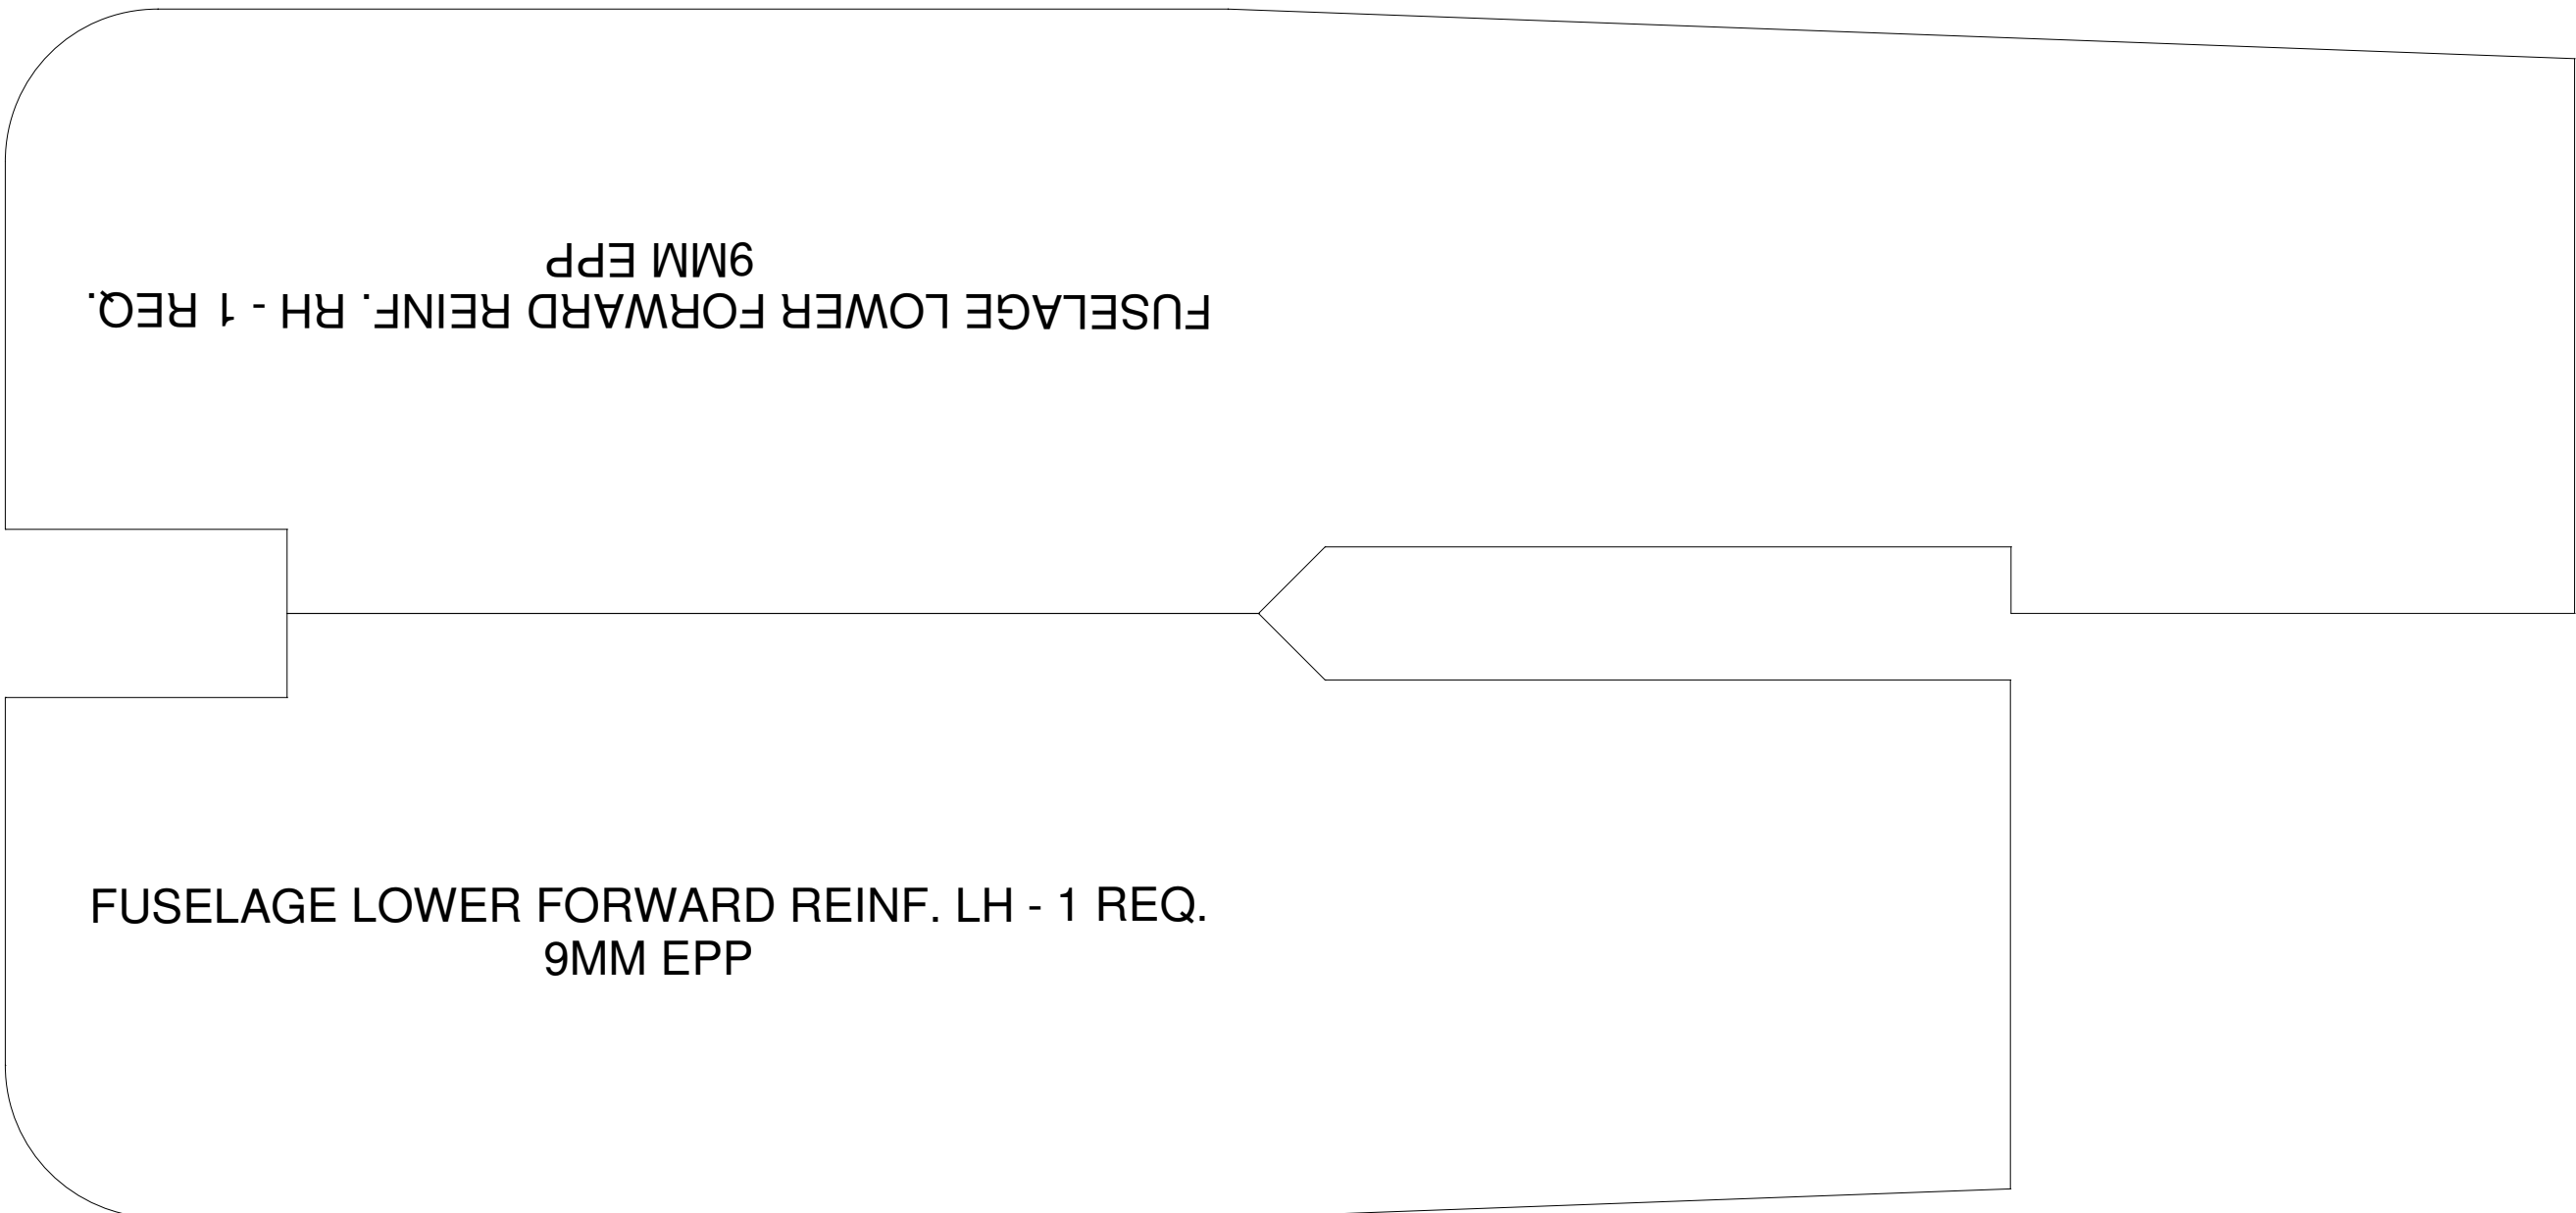 FUSELAGE LOWER FORWARD REINF. RH - 1 REQ.
9MM EPP
FUSELAGE LOWER FORWARD REINF. LH - 1 REQ.
9MM EPP